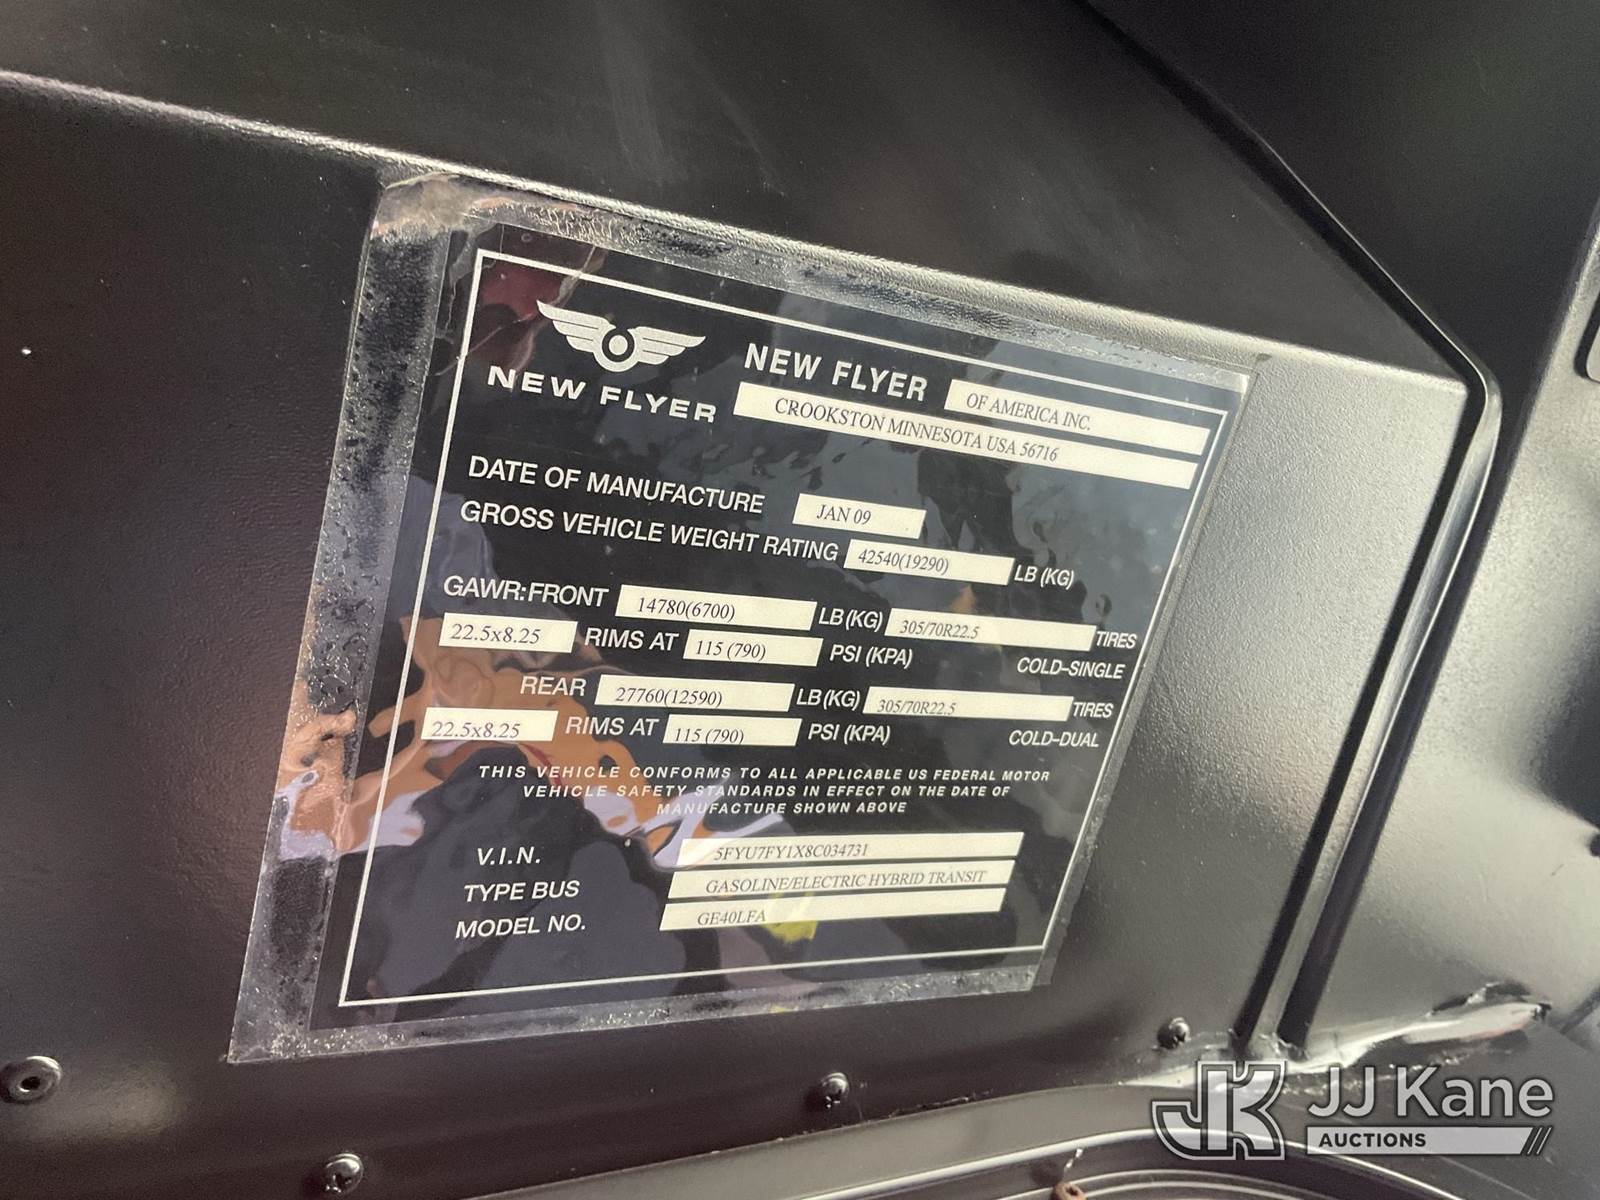 NEW FLYER
NEW FLYER OF AMERICA INC.
CROOKSTON MINNESOTA USA 56716
DATE OF MANUFACTURE JAN 09
GROSS VEHICLE WEIGHT RATING 42540(19290) LB (KG)
GAWR: FRONT 14780(6700) LB (KG) 305/70R22.5 TIRES
22.5x8.25 RIMS AT 115 (790) PSI (KPA) COLD-SINGLE
REAR 27760(12590) LB (KG) 305/70R22.5 TIRES
22.5x8.25 RIMS AT 115 (790) PSI (KPA) COLD-DUAL
THIS VEHICLE CONFORMS TO ALL APPLICABLE US FEDERAL MOTOR
VEHICLE SAFETY STANDARDS IN EFFECT ON THE DATE OF
MANUFACTURE SHOWN ABOVE
V.I.N. 5FYU7FY1X8C034731
TYPE BUS GASOLINE/ELECTRIC HYBRID TRANSIT
MODEL NO. GE40LFA
JK JJ Kane
AUCTIONS